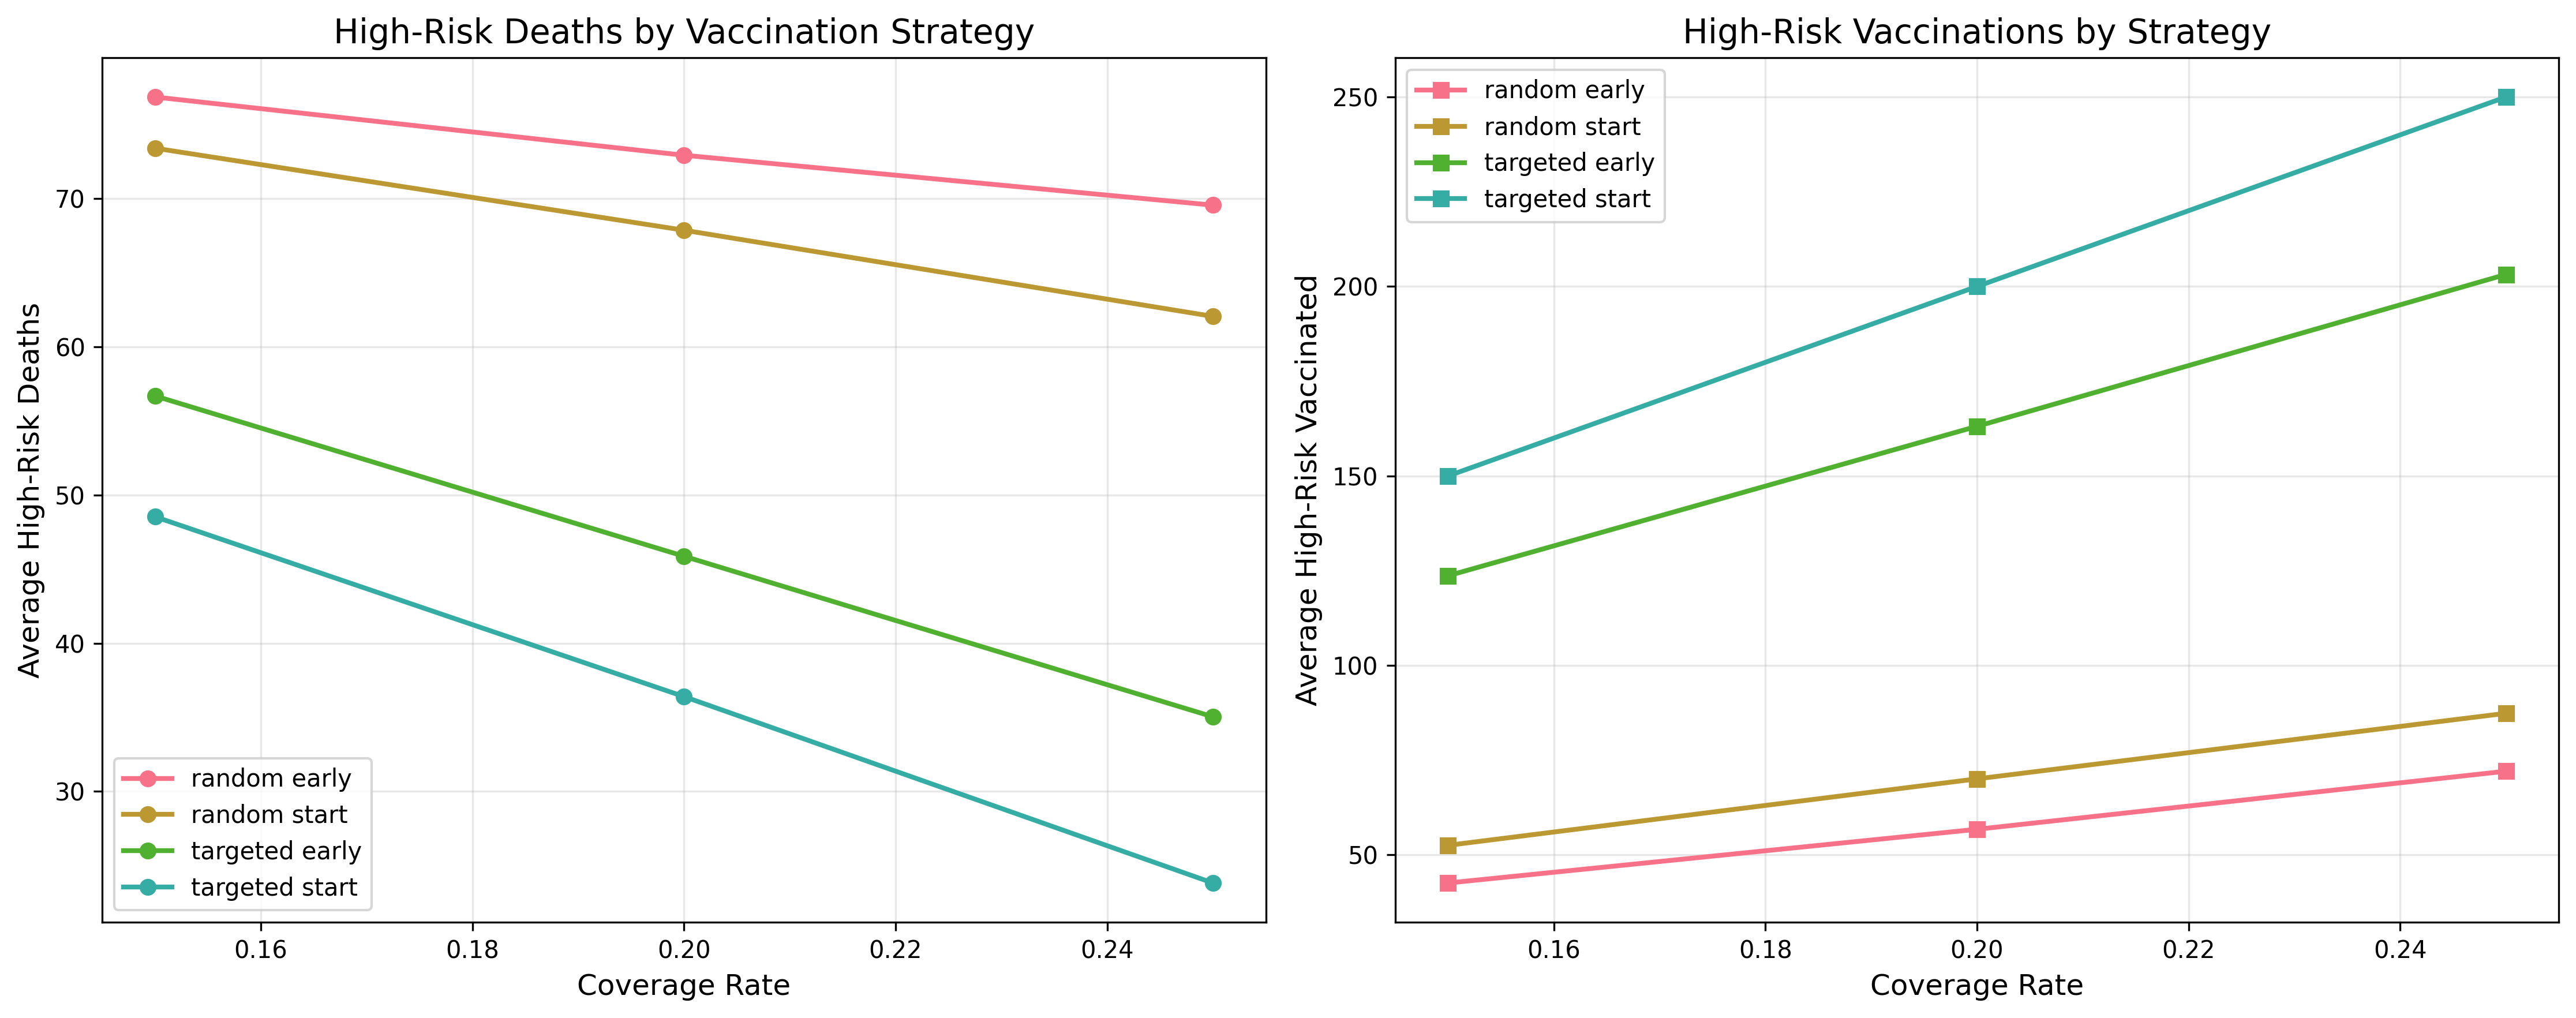 High-Risk Deaths by Vaccination Strategy
Average High-Risk Deaths
70
60
50
40
30
random early
random start
targeted early
targeted start
0.16
0.18
0.20
0.22
0.24
Coverage Rate
High-Risk Vaccinations by Strategy
Average High-Risk Vaccinated
250
200
150
100
50
random early
random start
targeted early
targeted start
0.16
0.18
0.20
0.22
0.24
Coverage Rate